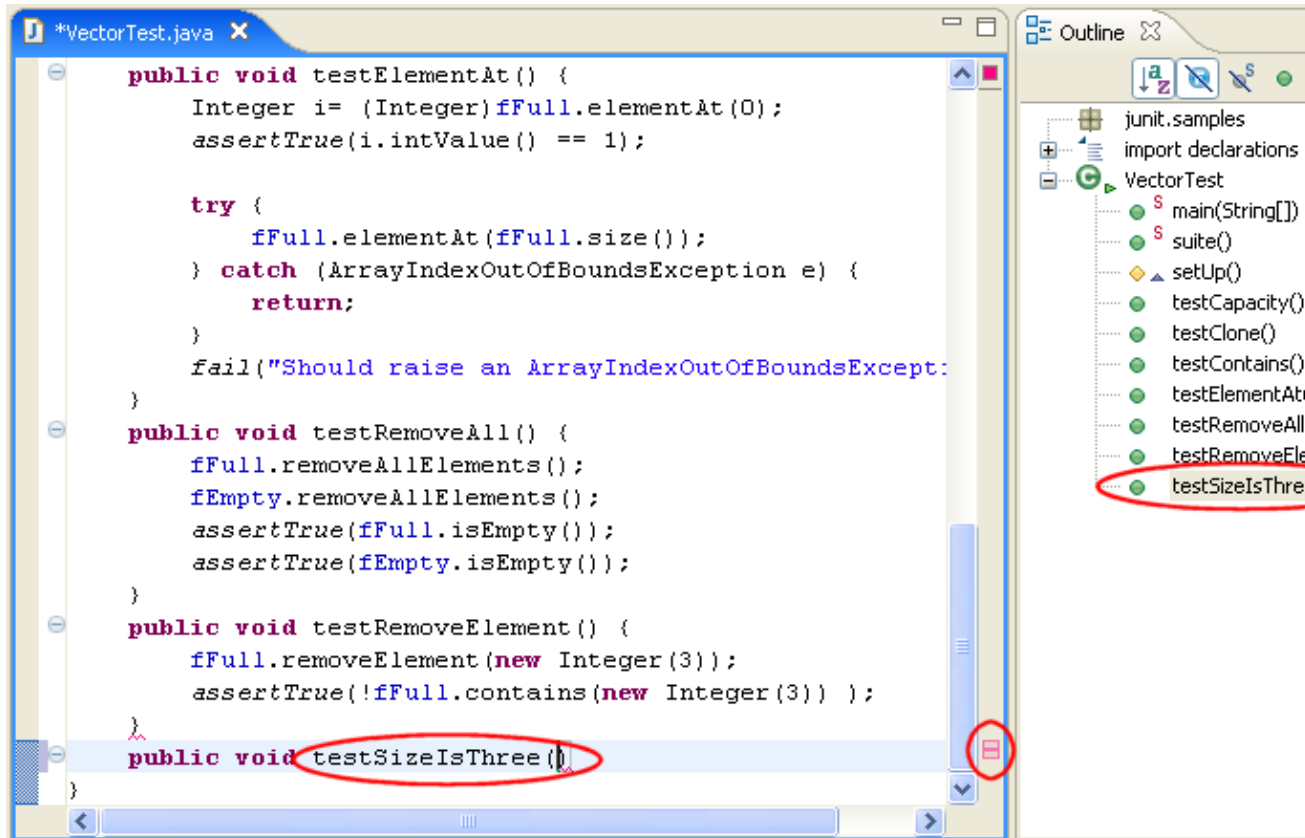 *VectorTest.java
public void testElementAt() {
Integer i= (Integer)fFull.elementAt(0);
assertTrue(i.intValue() == 1);
try {
fFull.elementAt(fFull.size());
} catch (ArrayIndexOutOfBoundsException e) {
return;
}
fail("Should raise an ArrayIndexOutOfBoundsExcept
}
public void testRemoveAll() {
fFull.removeAllElements();
fEmpty.removeAllElements();
assertTrue(fFull.isEmpty());
assertTrue(fEmpty.isEmpty());
}
public void testRemoveElement() {
fFull.removeElement(new Integer(3));
assertTrue(!fFull.contains(new Integer(3)) );
}
public void testSizeIsThree()
}
Outline
junit.samples
import declarations
VectorTest
main(String[])
suite()
setUp()
testCapacity()
testClone()
testContains()
testElementAt
testRemoveAll
testRemoveEle
testSizeIsThre